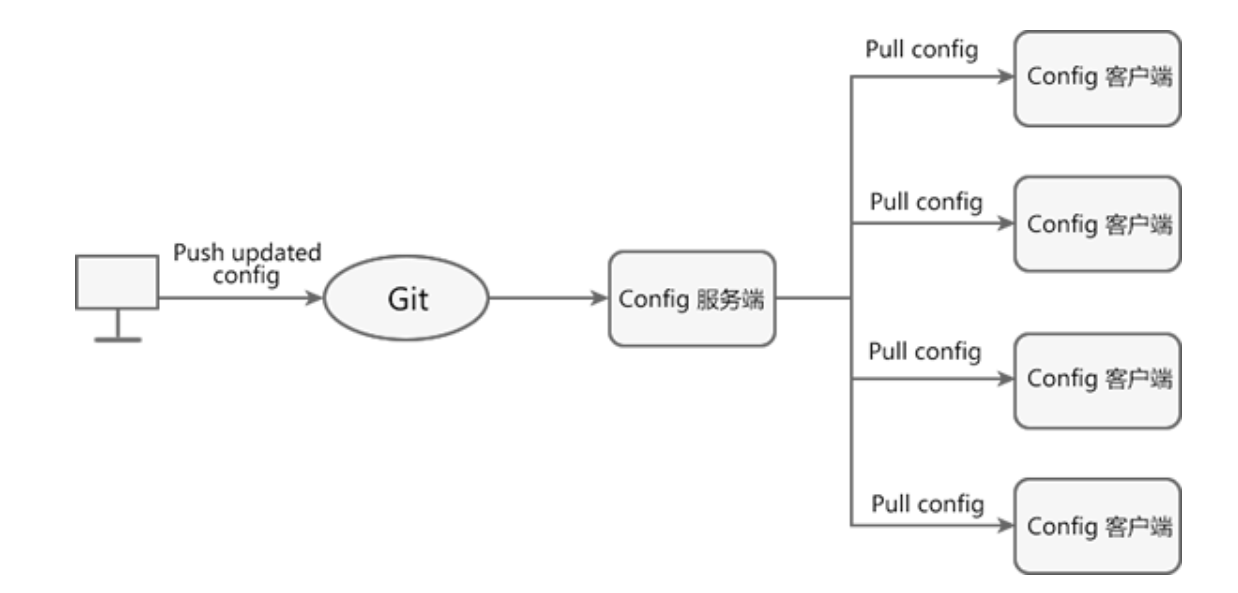 Pull config
Config 客户端
Pull config
Config 客户端
Push updated
config
Git
Config 服务端
Pull config
Config 客户端
Pull config
Config 客户端